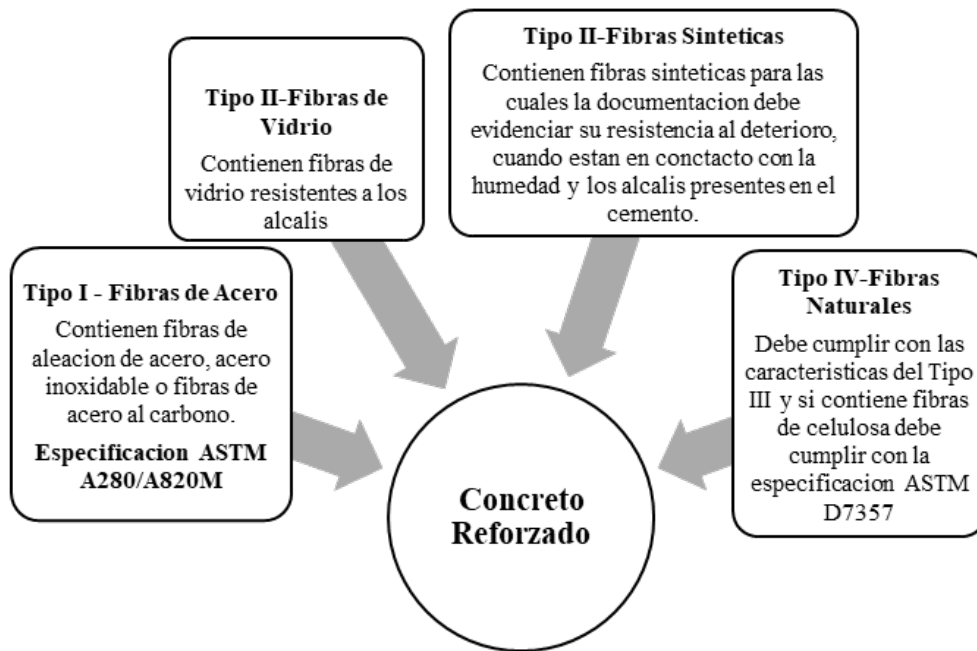 Tipo I - Fibras de Acero
Contienen fibras de
aleacion de acero, acero
inoxidable o fibras de
acero al carbono.
Especificacion ASTM
A280/A820M
Tipo II-Fibras de
Vidrio
Contienen fibras de
vidrio resistentes a los
alcalis
Tipo II-Fibras Sinteticas
Contienen fibras sinteticas para las
cuales la documentacion debe
evidenciar su resistencia al deterioro,
cuando estan en conctacto con la
humedad y los alcalis presentes en el
cemento.
Tipo IV-Fibras
Naturales
Debe cumplir con las
caracteristicas del Tipo
III y si contiene fibras
de celulosa debe
cumplir con la
especificacion ASTM
D7357
Concreto
Reforzado